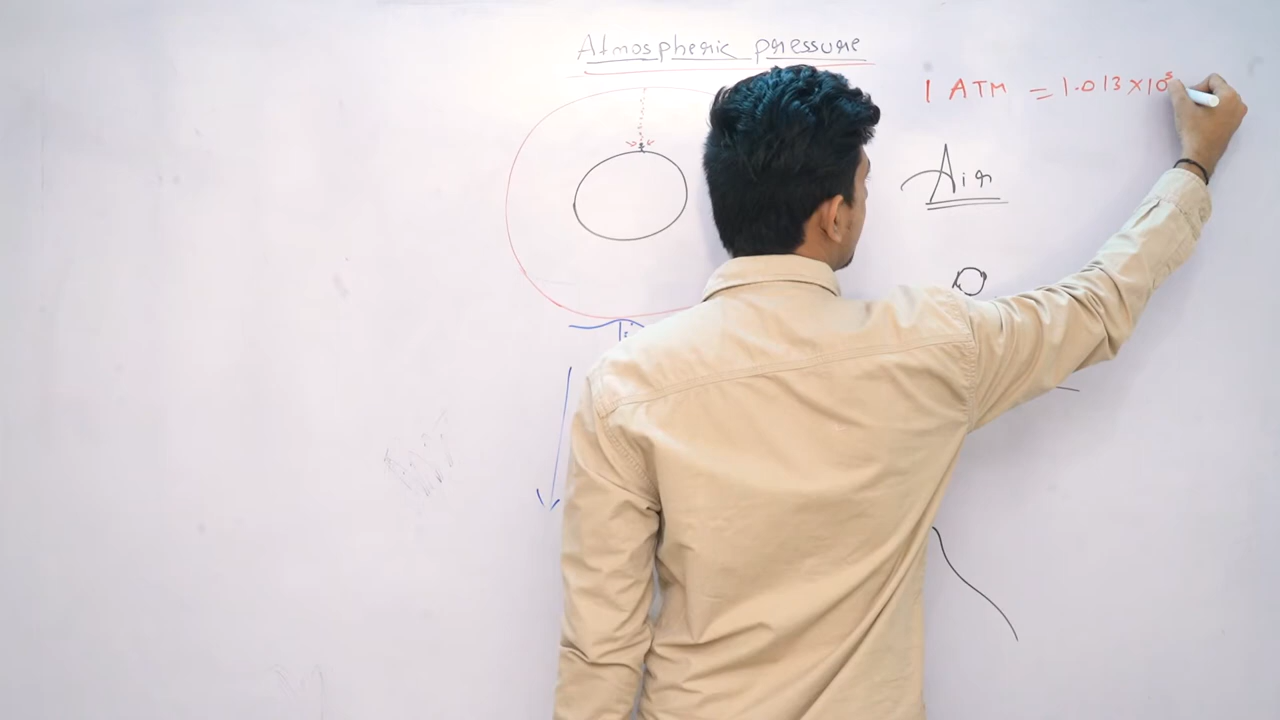 Atmospheric pressure
1 ATM = 1.013×10⁵
Air